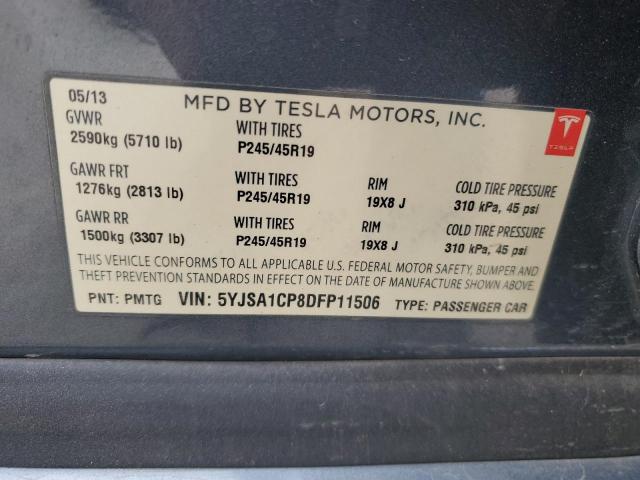 05/13 MFD BY TESLA MOTORS, INC.
GVWR WITH TIRES
2590kg (5710 lb) P245/45R19
TESLA
GAWR FRT WITH TIRES RIM COLD TIRE PRESSURE
1276kg (2813 lb) P245/45R19 19X8 J 310 kPa, 45 psi
GAWR RR WITH TIRES RIM COLD TIRE PRESSURE
1500kg (3307 lb) P245/45R19 19X8 J 310 kPa, 45 psi
THIS VEHICLE CONFORMS TO ALL APPLICABLE U.S. FEDERAL MOTOR SAFETY, BUMPER AND
THEFT PREVENTION STANDARDS IN EFFECT ON THE DATE OF MANUFACTURE SHOWN ABOVE.
PNT: PMTG VIN: 5YJSA1CP8DFP11506 TYPE: PASSENGER CAR